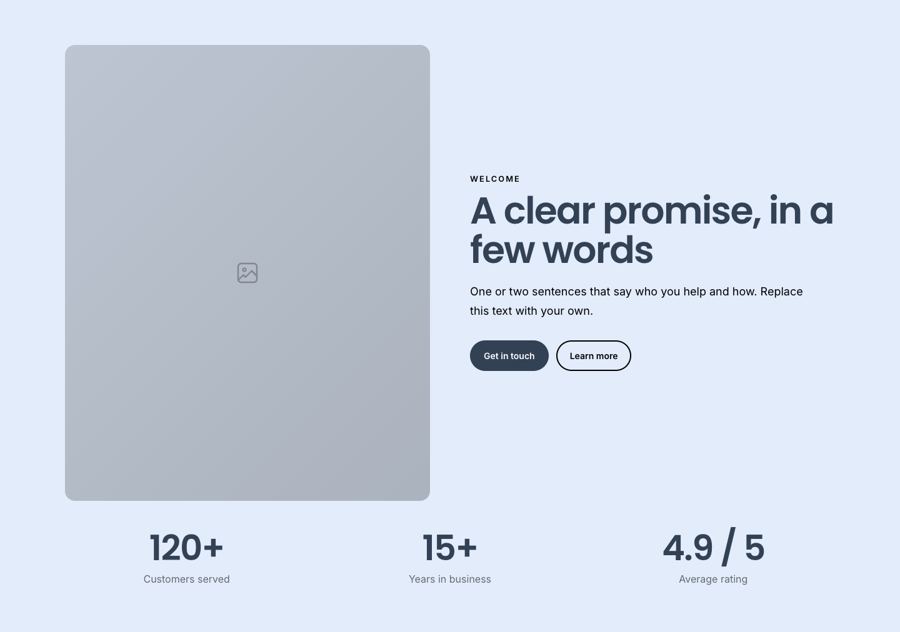 WELCOME
A clear promise, in a
few words
One or two sentences that say who you help and how. Replace
this text with your own.
Get in touch
Learn more
120+
Customers served
15+
Years in business
4.9 / 5
Average rating